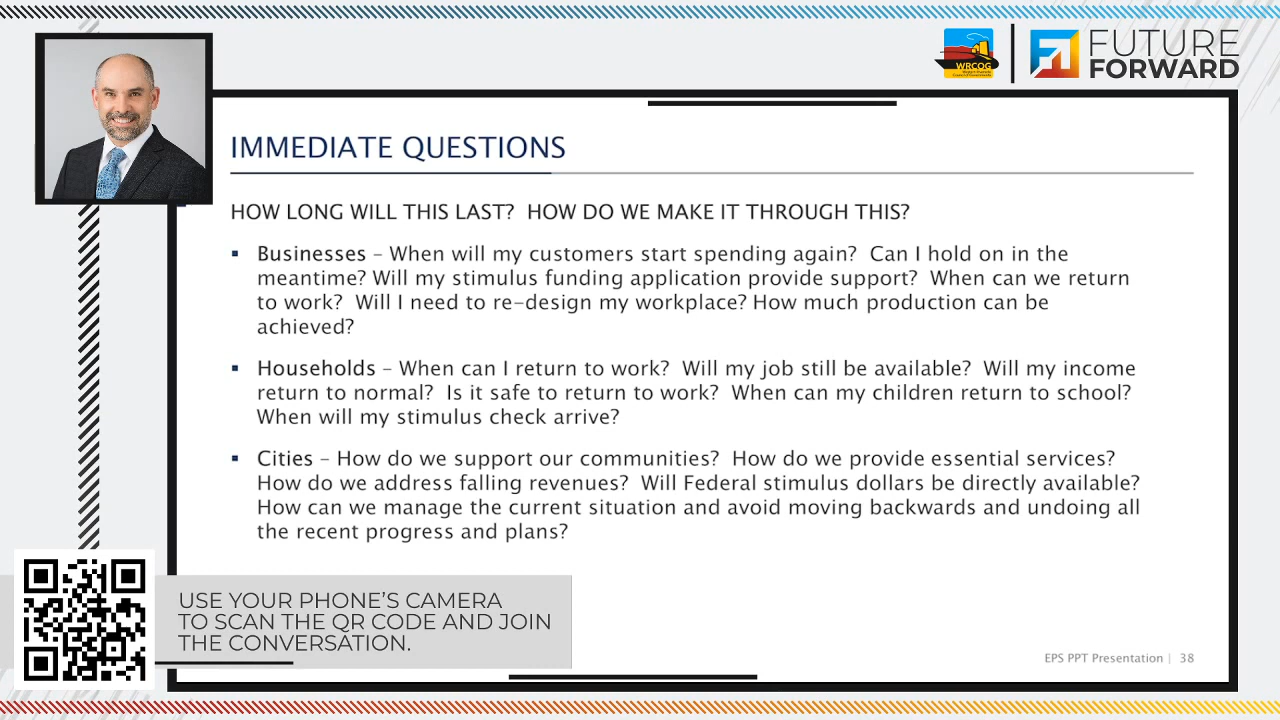 WRCOG
FUTURE
FORWARD
IMMEDIATE QUESTIONS
HOW LONG WILL THIS LAST?  HOW DO WE MAKE IT THROUGH THIS?
▪ Businesses – When will my customers start spending again?  Can I hold on in the
meantime? Will my stimulus funding application provide support?  When can we return
to work?  Will I need to re-design my workplace? How much production can be
achieved?
▪ Households – When can I return to work?  Will my job still be available?  Will my income
return to normal?  Is it safe to return to work?  When can my children return to school?
When will my stimulus check arrive?
▪ Cities – How do we support our communities?  How do we provide essential services?
How do we address falling revenues?  Will Federal stimulus dollars be directly available?
How can we manage the current situation and avoid moving backwards and undoing all
the recent progress and plans?
USE YOUR PHONE'S CAMERA
TO SCAN THE QR CODE AND JOIN
THE CONVERSATION.
EPS PPT Presentation | 38